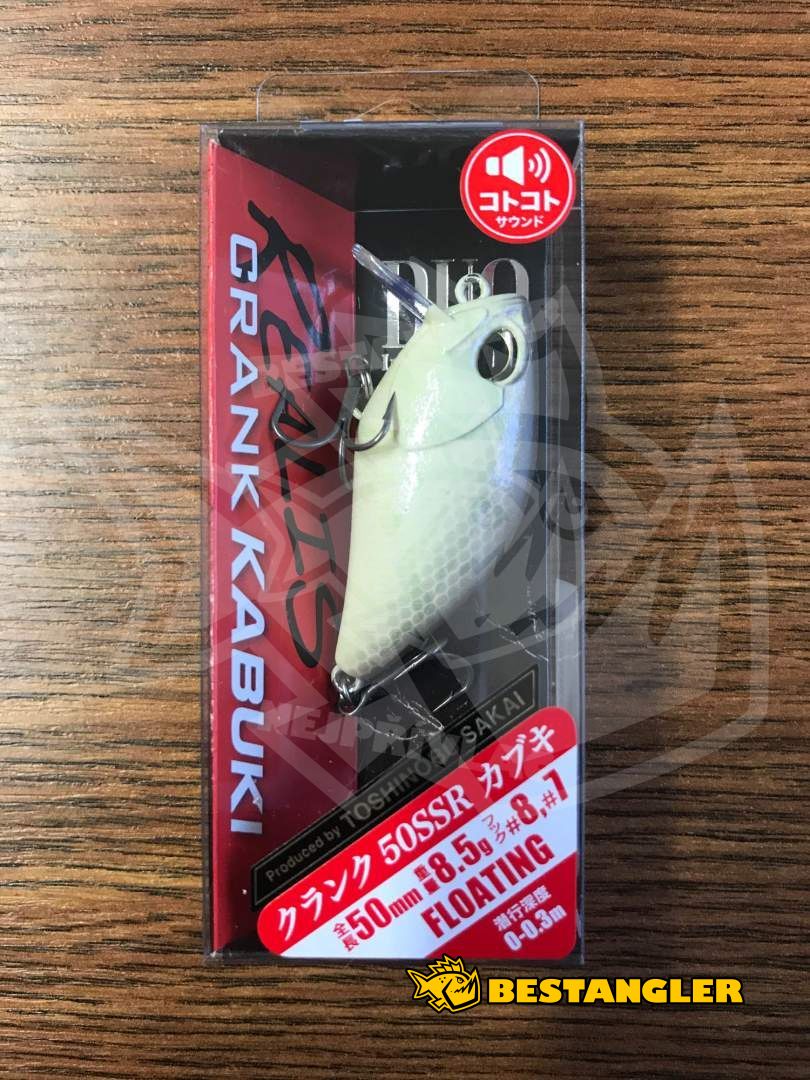 コトコト
サウンド
DUO
REALIS
CRANK KABUKI
Produced by TOSHINORI SAKAI
クランク 50SSR カブキ
全長50mm 重量8.5g フック#8,#7
FLOATING
潜行深度
0-0.3m
BESTANGLER